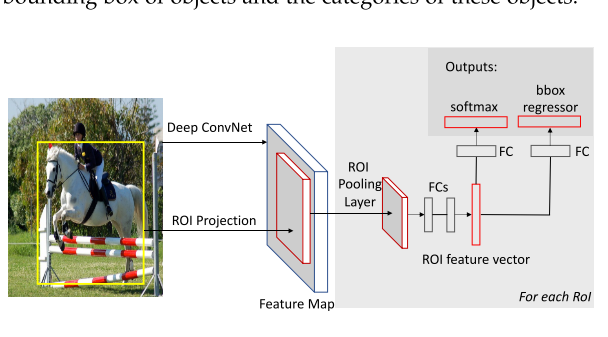 bounding box of objects and the categories of these objects.
Outputs:
bbox
softmax
regressor
Deep ConvNet
FC
FC
ROI
Pooling
Layer
FCs
ROI Projection
ROI feature vector
Feature Map
For each RoI